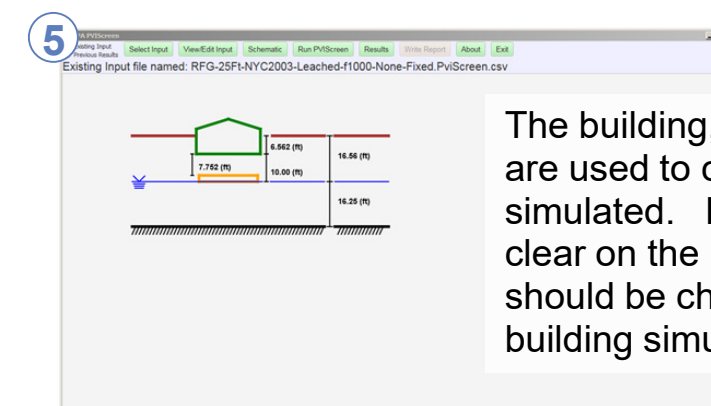 5
PVIScreen
Existing Input
Previous Results
Select Input
View/Edit Input
Schematic
Run PVIScreen
Results
Write Report
About
Exit
Existing Input file named: RFG-25Ft-NYC2003-Leached-f1000-None-Fixed.PviScreen.csv
6.562 (ft)
16.56 (ft)
7.752 (ft)
10.00 (ft)
16.25 (ft)
The building
are used to
simulated.
clear on the
should be
building